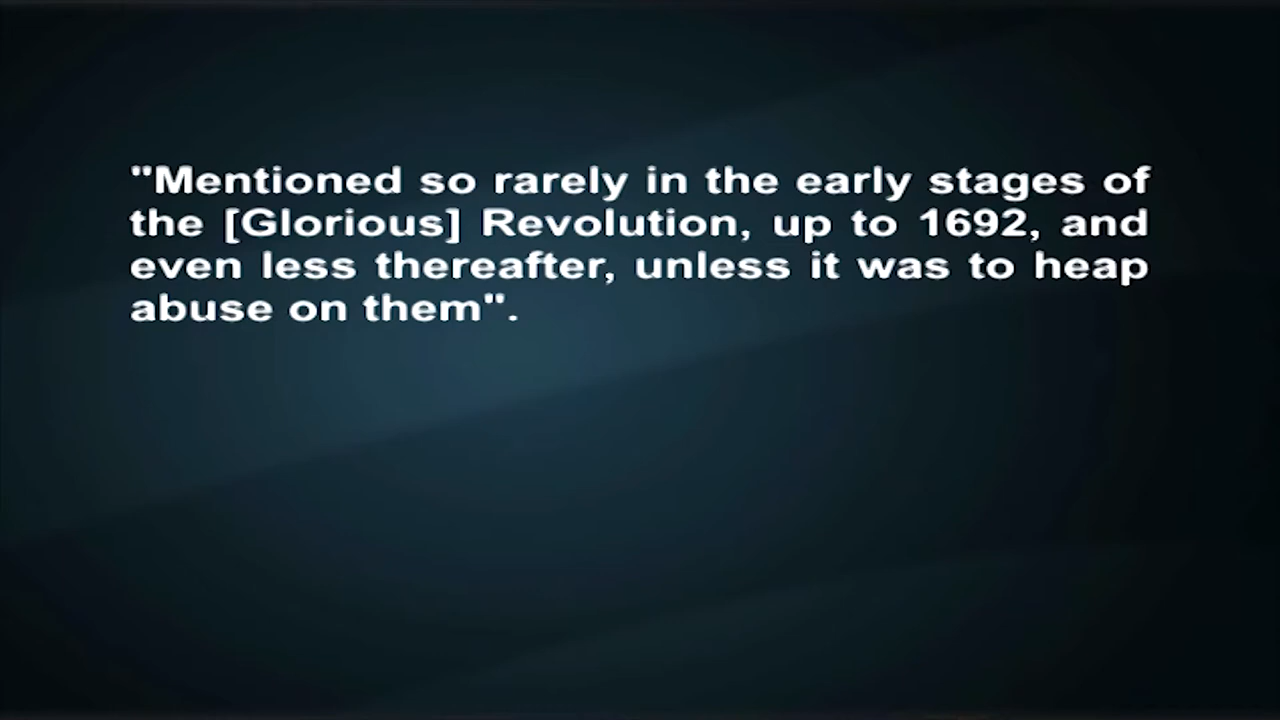 "Mentioned so rarely in the early stages of
the [Glorious] Revolution, up to 1692, and
even less thereafter, unless it was to heap
abuse on them".